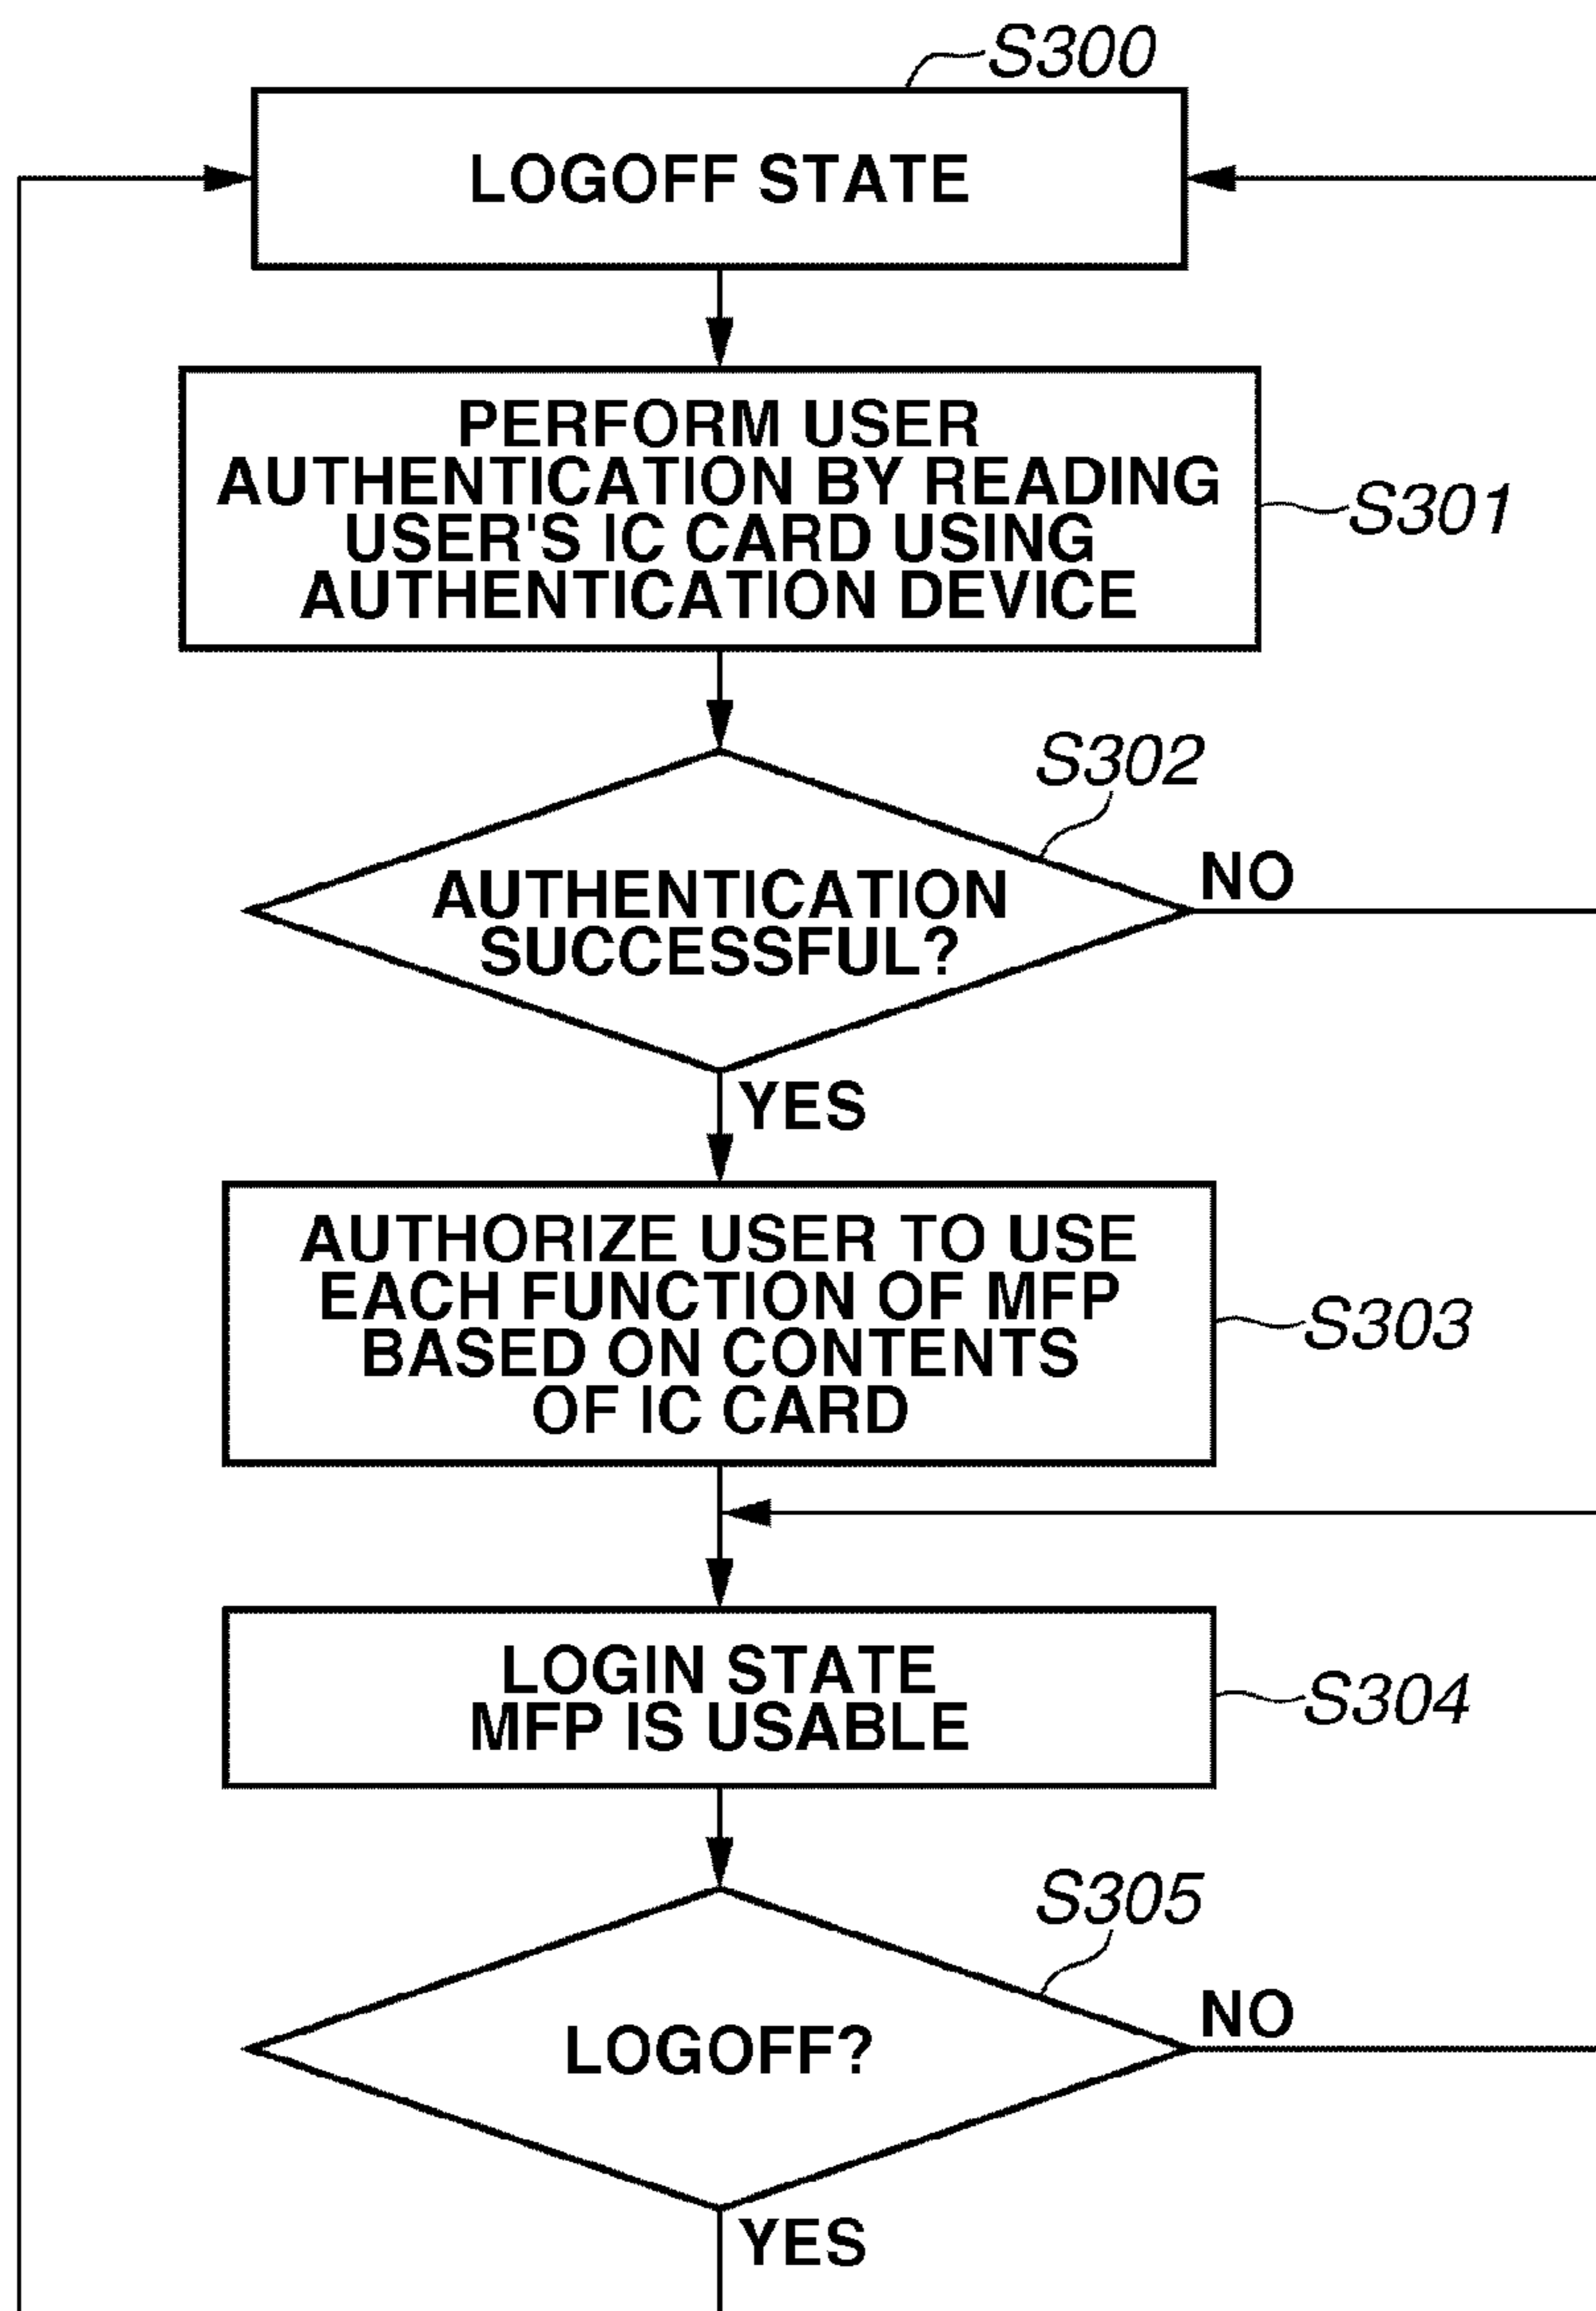 S300
LOGOFF STATE
PERFORM USER
AUTHENTICATION BY READING
USER'S IC CARD USING
AUTHENTICATION DEVICE
S301
S302
AUTHENTICATION
SUCCESSFUL?
NO
YES
AUTHORIZE USER TO USE
EACH FUNCTION OF MFP
BASED ON CONTENTS
OF IC CARD
S303
LOGIN STATE
MFP IS USABLE
S304
S305
LOGOFF?
NO
YES